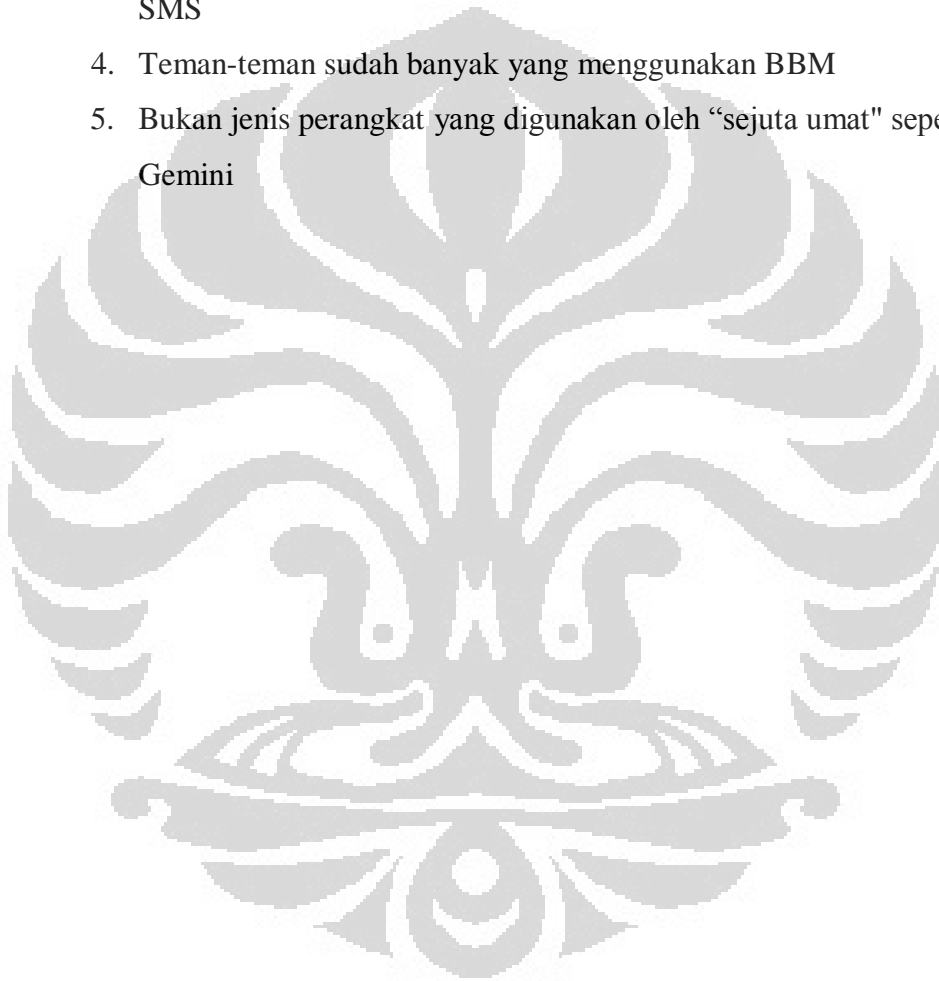 SMS
4. Teman-teman sudah banyak yang menggunakan BBM
5. Bukan jenis perangkat yang digunakan oleh “sejuta umat"
Gemini